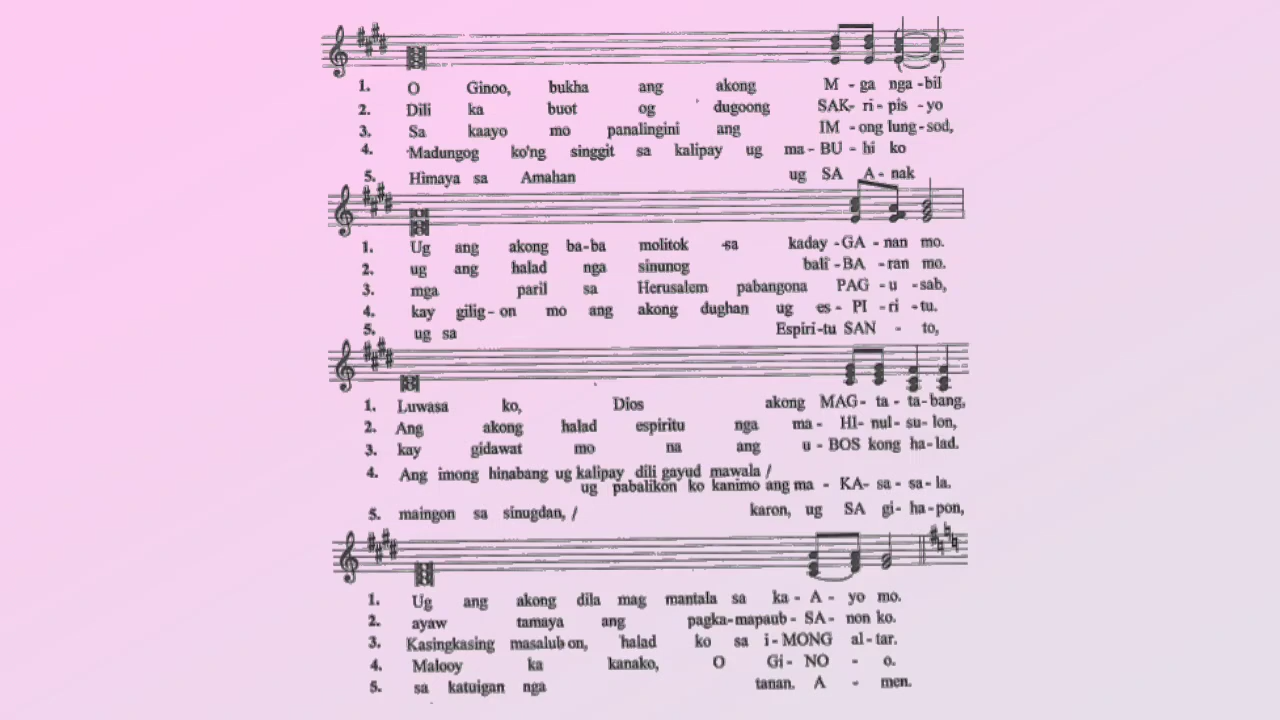 1. O Ginoo, bukha ang akong M - ga nga - bil
2. Dili ka buot og dugoong SAK- ri - pis - yo
3. Sa kaayo mo panalingini ang IM - ong lung - sod,
4. Madungog ko'ng singgit sa kalipay ug ma - BU - hi ko
5. Himaya sa Amahan ug SA A - nak
1. Ug ang akong ba-ba molitok sa kaday - GA - nan mo.
2. ug ang halad nga sinunog bali - BA - ran mo.
3. mga paril sa Herusalem pabangona PAG - u - sab,
4. kay gilig - on mo ang akong dughan ug es - PI - ri - tu.
5. ug sa Espiri-tu SAN - to,
1. Luwasa ko, Dios akong MAG - ta - ta - bang,
2. Ang akong halad espiritu nga ma - HI - nul - su - lon,
3. kay gidawat mo na ang u - BOS kong ha - lad.
4. Ang imong hinabang ug kalipay dili gayud mawala /
ug pabalikon ko kanimo ang ma - KA - sa - sa - la.
5. maingon sa sinugdan, / karon, ug SA gi - ha - pon,
1. Ug ang akong dila mag mantala sa ka - A - yo mo.
2. ayaw tamaya ang pagka-mapaub - SA - non ko.
3. Kasingkasing masalub on, halad ko sa i - MONG al - tar.
4. Malooy ka kanako, O Gi - NO - o.
5. sa katuigan nga tanan. A - men.